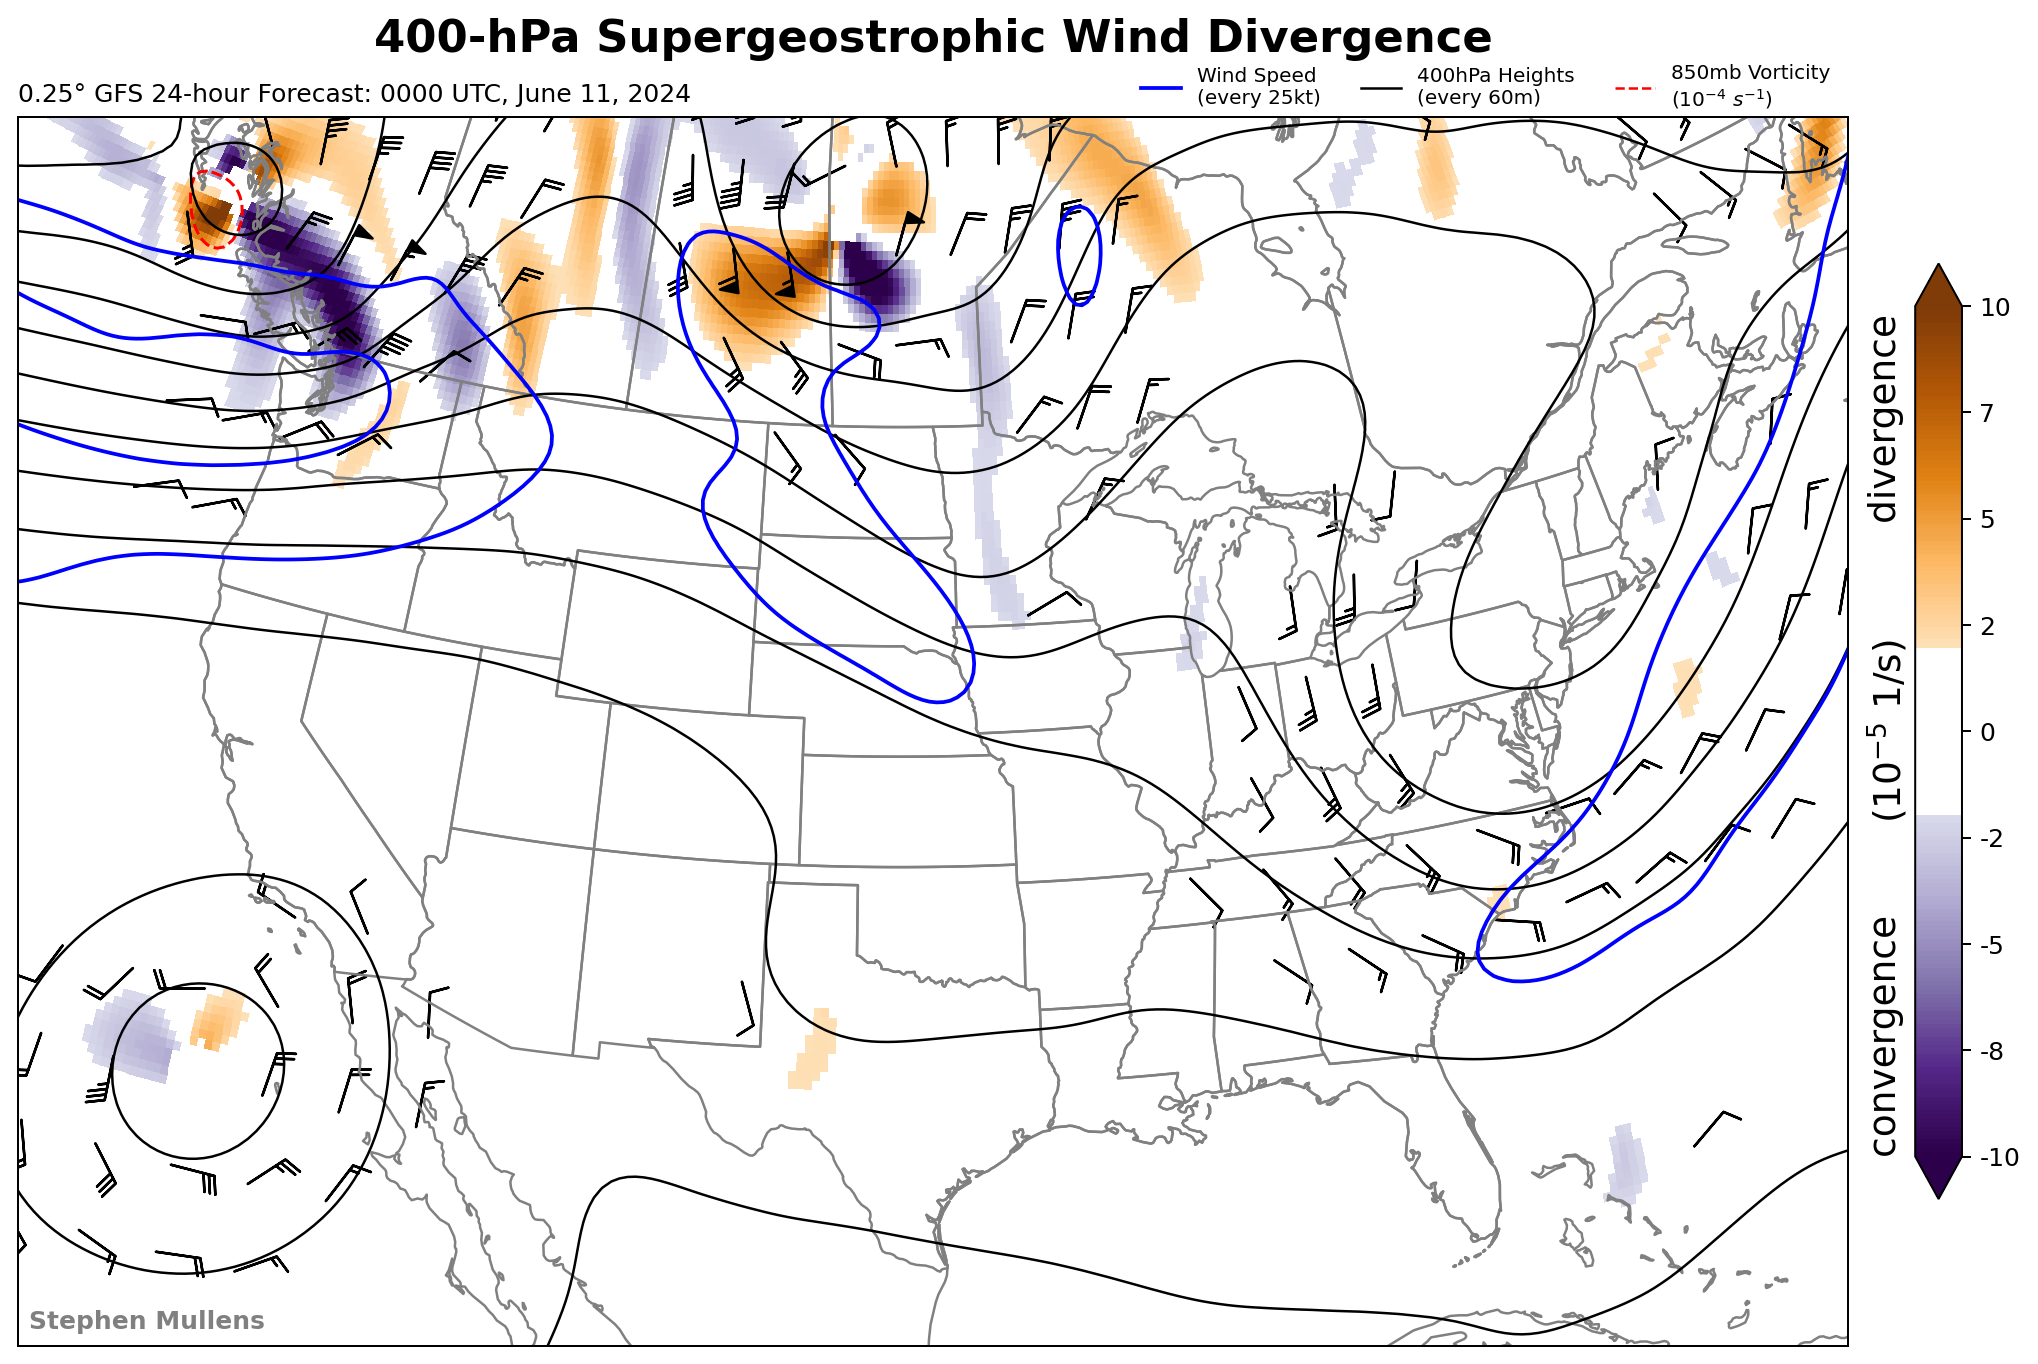 400-hPa Supergeostrophic Wind Divergence
0.25° GFS 24-hour Forecast: 0000 UTC, June 11, 2024
Wind Speed
(every 25kt)
400hPa Heights
(every 60m)
850mb Vorticity
(10⁻⁴ s⁻¹)
10
7
5
2
0
-2
-5
-8
-10
convergence (10⁻⁵ 1/s) divergence
Stephen Mullens